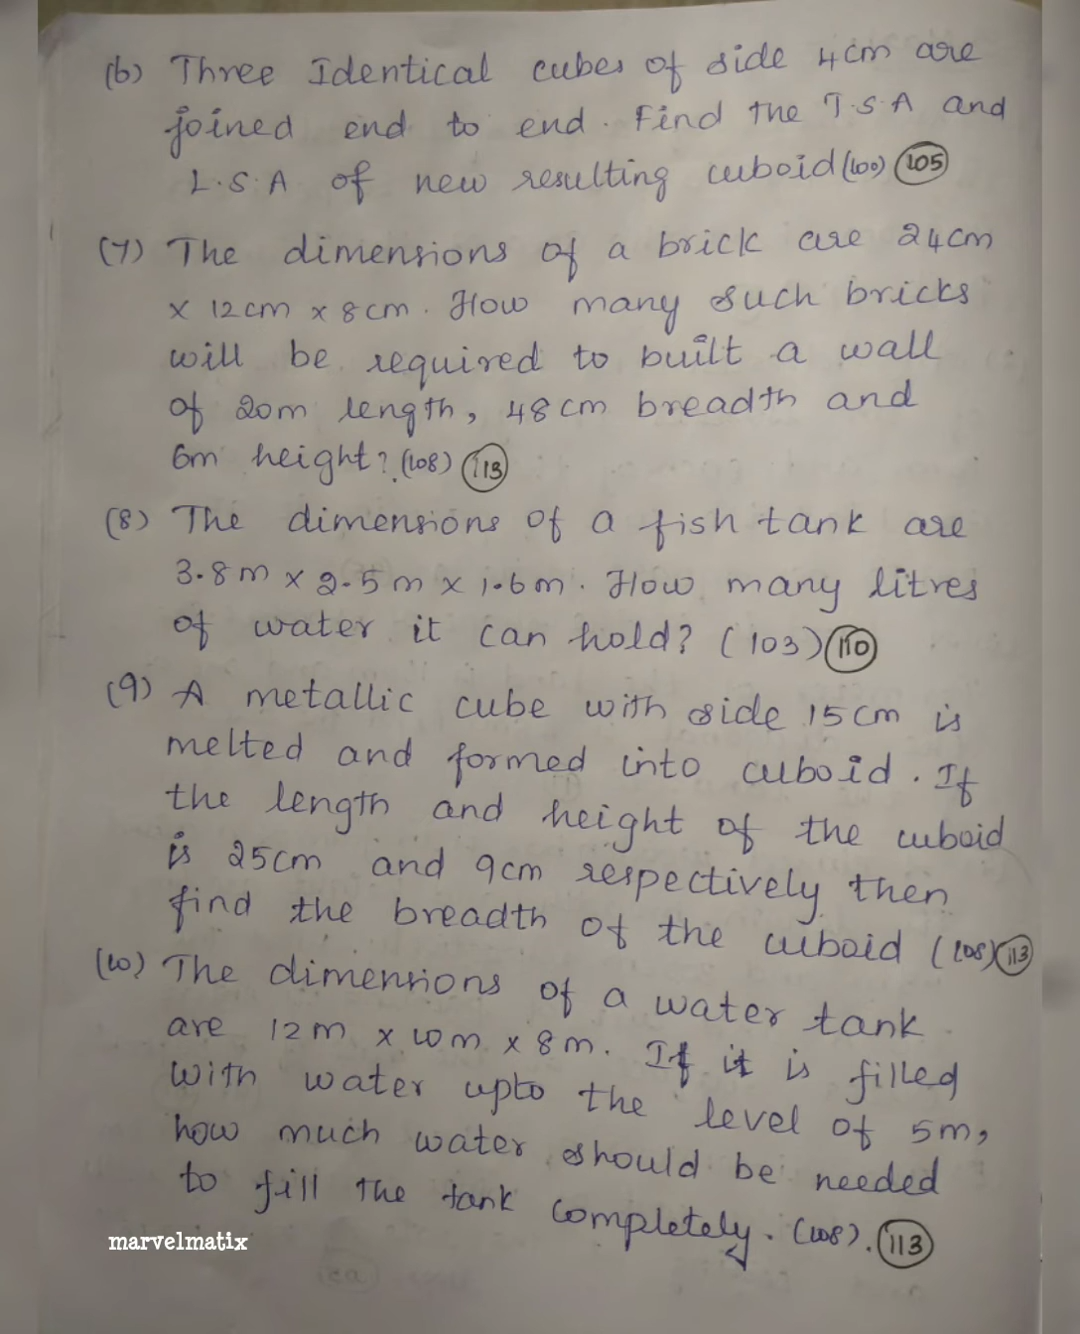 (6) Three Identical cubes of side 4cm are
joined end to end. Find the T.S.A and
L.S.A of new resulting cuboid (100) 105
(7) The dimensions of a brick are 24cm
x 12cm x 8cm. How many such bricks
will be required to built a wall
of 20m length, 48cm breadth and
6m height? (108) 113
(8) The dimensions of a fish tank are
3.8m x 2.5m x 1.6m. How many litres
of water it can hold? (103) 110
(9) A metallic cube with side 15cm is
melted and formed into cuboid. If
the length and height of the cuboid
is 25cm and 9cm respectively then
find the breadth of the cuboid (108) 113
(10) The dimensions of a water tank
are 12m x 10m x 8m. If it is filled
with water upto the level of 5m,
how much water should be needed
to fill the tank completely. (108). 113
marvelmatix